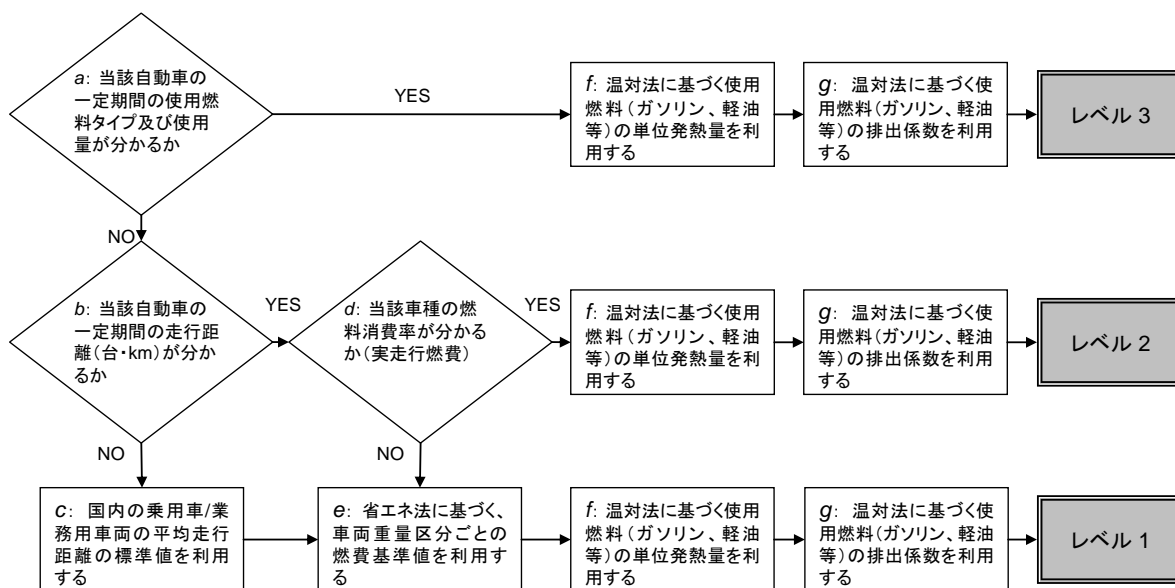 a: 当該自動車の
一定期間の使用燃
料タイプ及び使用
量が分かるか
YES
f: 温対法に基づく使用
燃料(ガソリン、軽油
等)の単位発熱量を利
用する
g: 温対法に基づく使
用燃料(ガソリン、軽油
等)の排出係数を利用
する
レベル 3
NO
b: 当該自動車の
一定期間の走行距
離(台・km)が分か
るか
YES
d: 当該車種の燃
料消費率が分かる
か(実走行燃費)
YES
f: 温対法に基づく使用
燃料(ガソリン、軽油
等)の単位発熱量を利
用する
g: 温対法に基づく使
用燃料(ガソリン、軽油
等)の排出係数を利用
する
レベル 2
NO
NO
c: 国内の乗用車/業
務用車両の平均走行
距離の標準値を利用
する
e: 省エネ法に基づく、
車両重量区分ごとの
燃費基準値を利用す
る
f: 温対法に基づく使用
燃料(ガソリン、軽油
等)の単位発熱量を利
用する
g: 温対法に基づく使
用燃料(ガソリン、軽油
等)の排出係数を利用
する
レベル 1